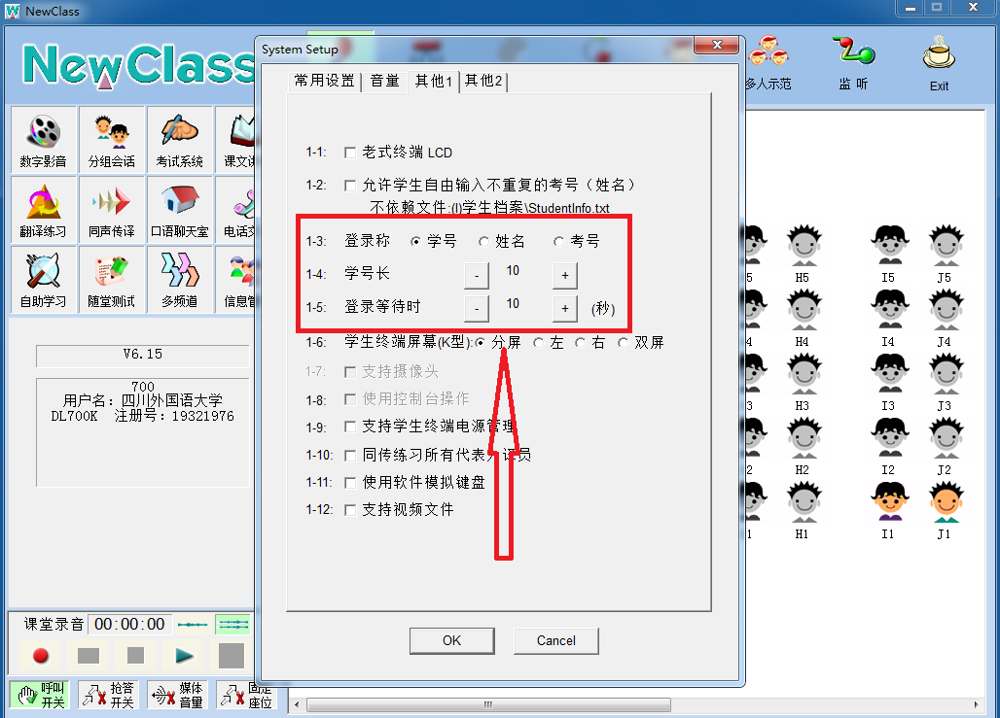 NewClass
NewClass
多人示范
监 听
Exit
数字影音
分组会话
考试系统
翻译练习
同声传译
口语聊天室
自助学习
随堂测试
多频道
V6.15
700
用户名: 四川外国语大学
DL700K 注册号: 19321976
课堂录音 00:00:00
呼叫
开关
抢答
开关
媒体
音量
固定
座位
System Setup
常用设置
音量
其他1
其他2
1-1: 老式终端 LCD
1-2: 允许学生自由输入不重复的考号（姓名）
不依赖文件:(I)学生档案\StudentInfo.txt
1-3: 登录称 学号 姓名 考号
1-4: 学号长 - 10 +
1-5: 登录等待时 - 10 + (秒)
1-6: 学生终端屏幕(K型): 分屏 左 右 双屏
1-7: 支持摄像头
1-8: 使用控制台操作
1-9: 支持学生终端电源管理
1-10: 同传练习所有代表为译员
1-11: 使用软件模拟键盘
1-12: 支持视频文件
OK
Cancel
5 H5 I5 J5
4 H4 I4 J4
3 H3 I3 J3
2 H2 I2 J2
1 H1 I1 J1